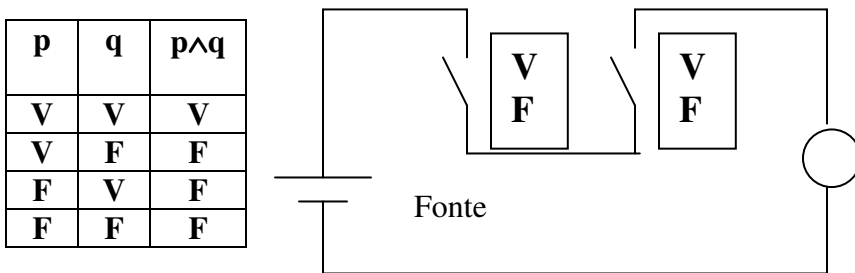 p q p∧q
V V V
V F F
F V F
F F F
V
F
V
F
Fonte